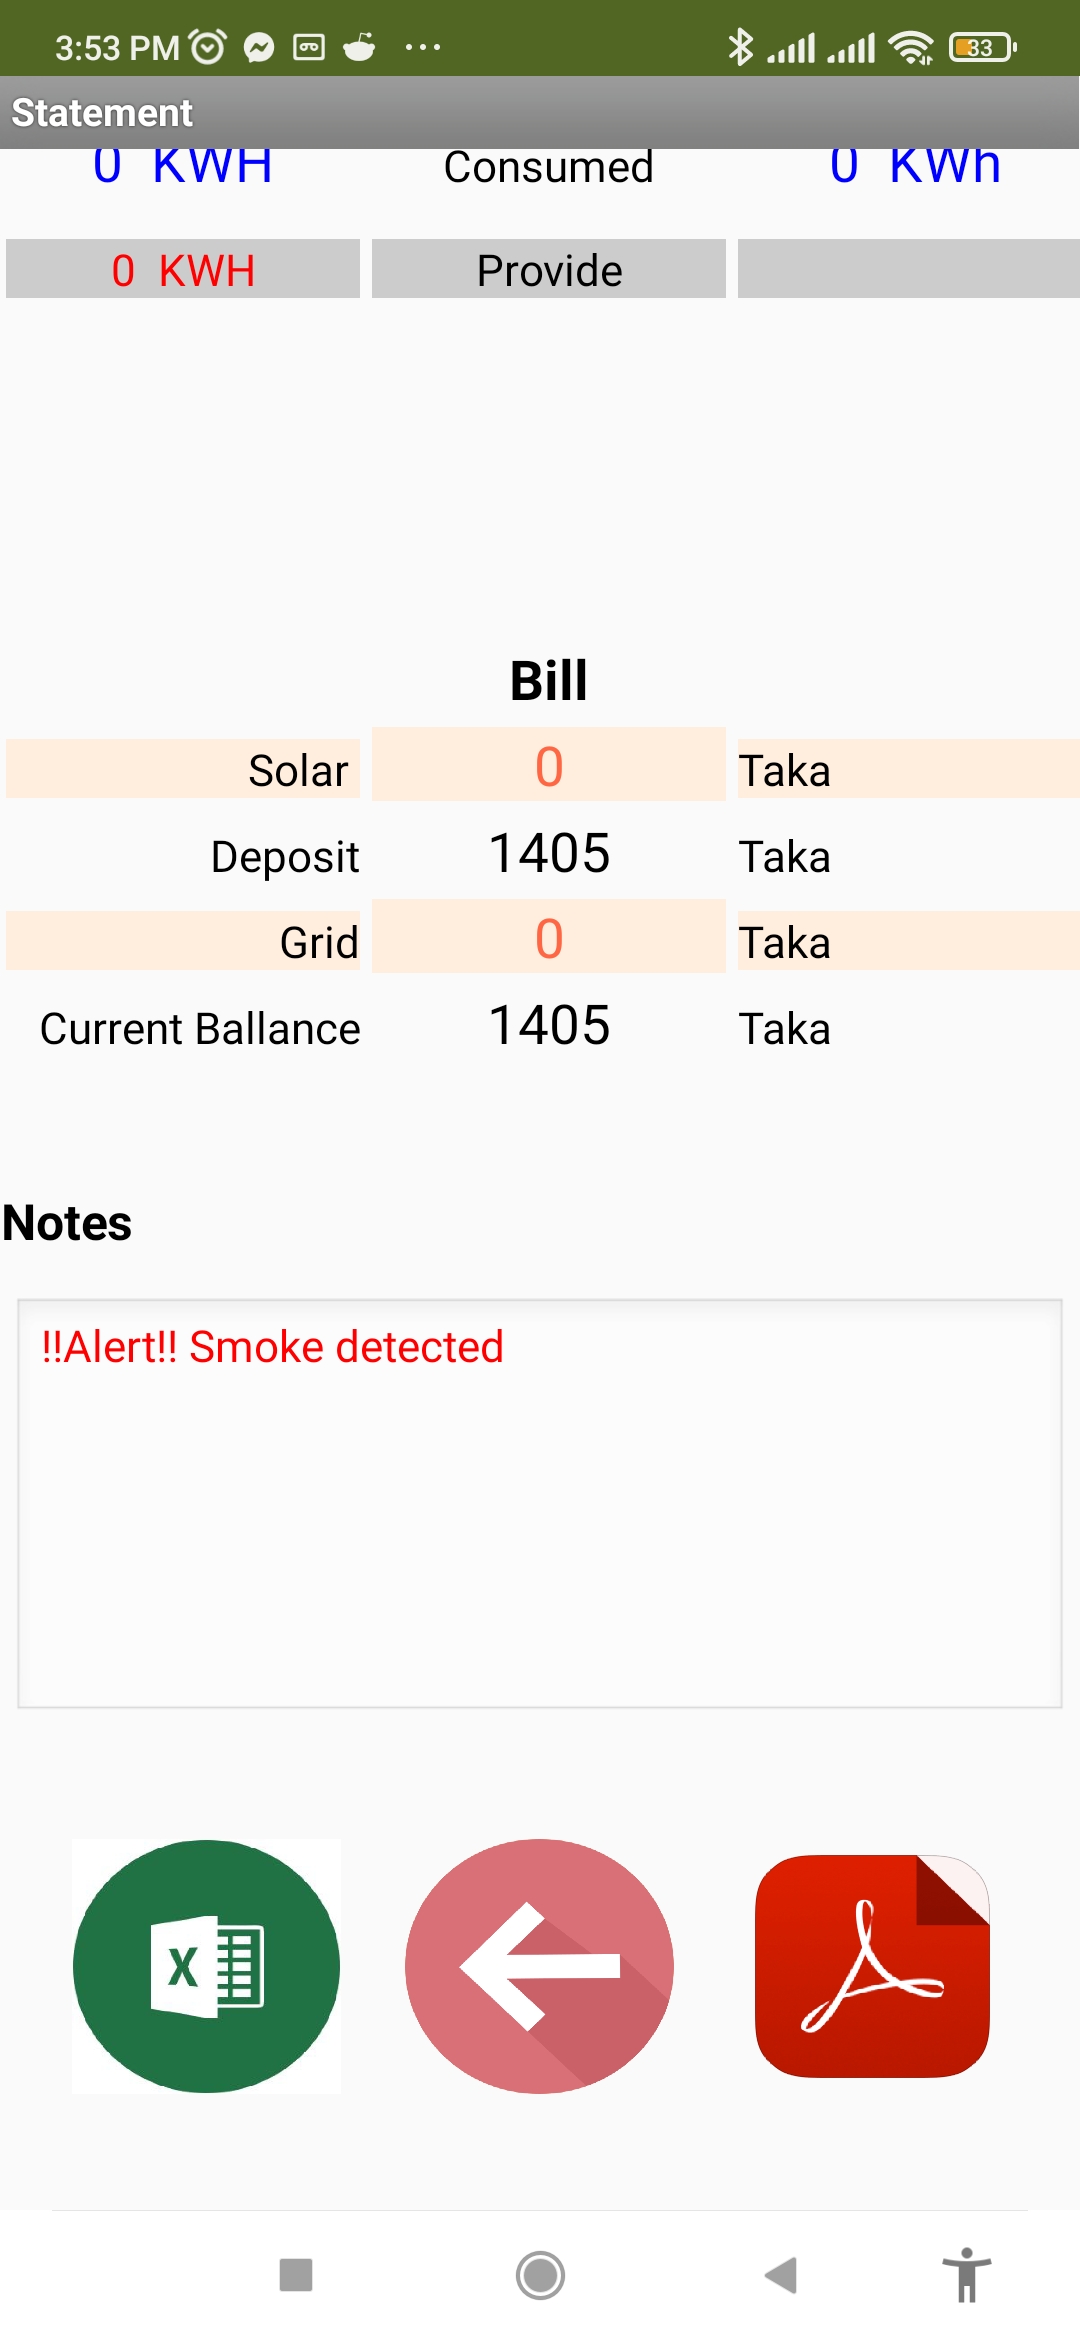 3:53 PM 33
Statement
0 KWH Consumed 0 KWh
0 KWH Provide
Bill
Solar 0 Taka
Deposit 1405 Taka
Grid 0 Taka
Current Ballance 1405 Taka
Notes
!!Alert!! Smoke detected
X